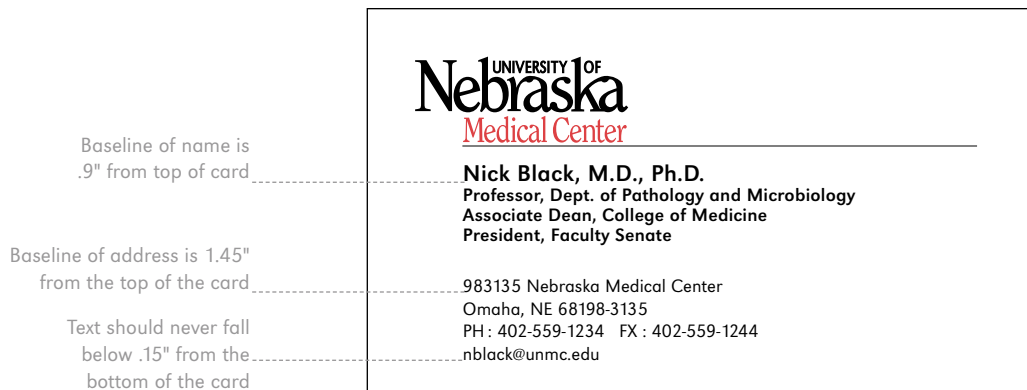 UNIVERSITY OF
Nebraska
Medical Center
Baseline of name is
.9" from top of card
Nick Black, M.D., Ph.D.
Professor, Dept. of Pathology and Microbiology
Associate Dean, College of Medicine
President, Faculty Senate
Baseline of address is 1.45"
from the top of the card
983135 Nebraska Medical Center
Omaha, NE 68198-3135
PH : 402-559-1234 FX : 402-559-1244
nblack@unmc.edu
Text should never fall
below .15" from the
bottom of the card